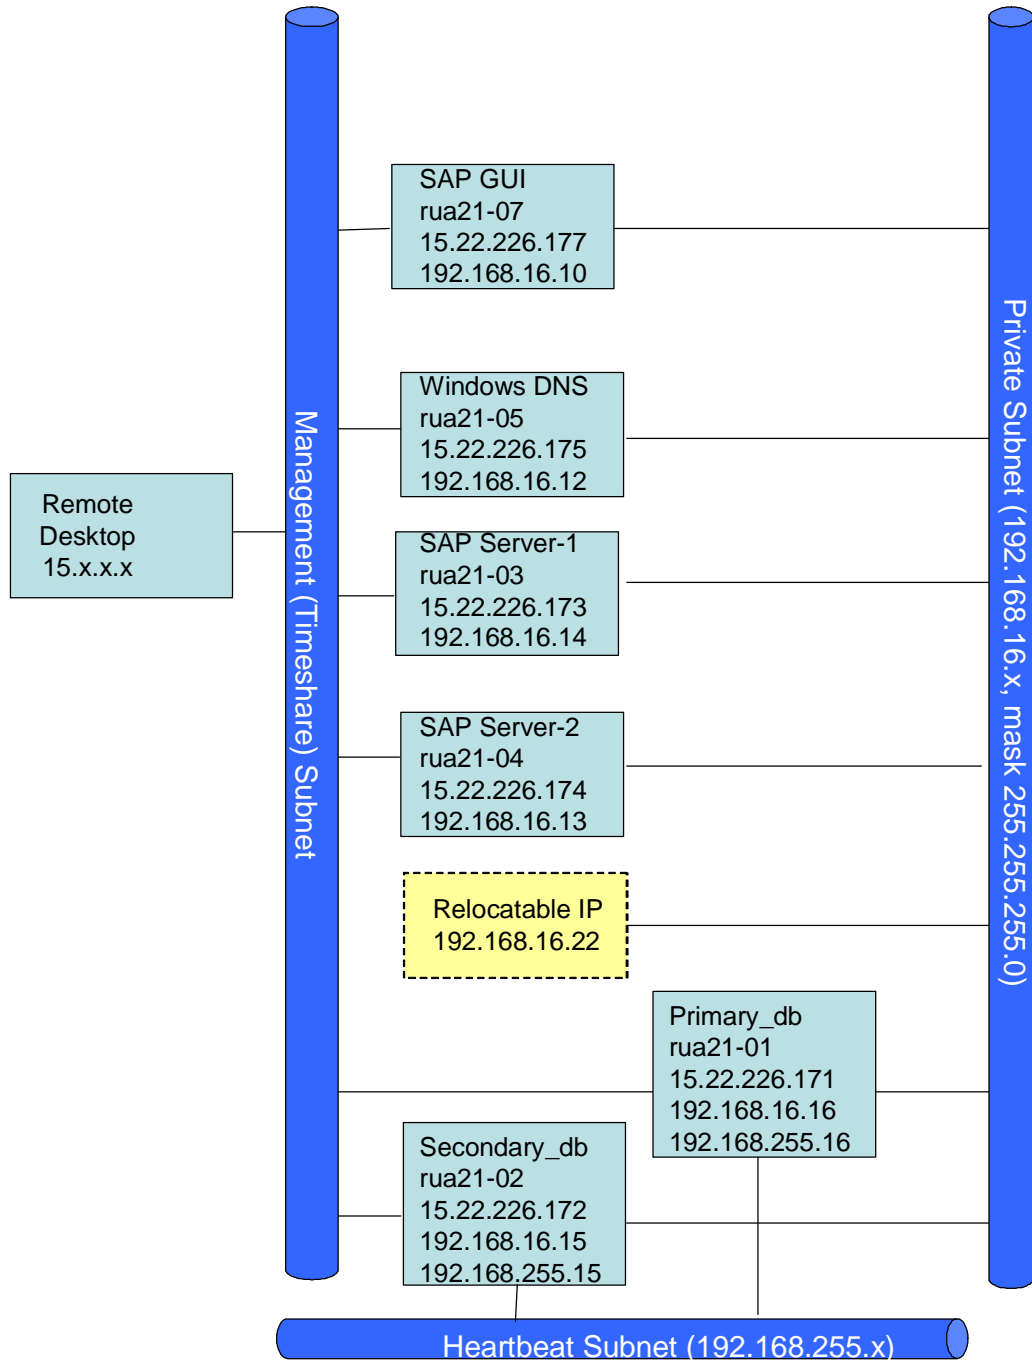 SAP GUI
rua21-07
15.22.226.177
192.168.16.10
Windows DNS
rua21-05
15.22.226.175
192.168.16.12
Remote
Desktop
15.x.x.x
Management (Timeshare) Subnet
Private Subnet (192.168.16.x, mask 255.255.255.0)
SAP Server-1
rua21-03
15.22.226.173
192.168.16.14
SAP Server-2
rua21-04
15.22.226.174
192.168.16.13
Relocatable IP
192.168.16.22
Primary_db
rua21-01
15.22.226.171
192.168.16.16
192.168.255.16
Secondary_db
rua21-02
15.22.226.172
192.168.16.15
192.168.255.15
Heartbeat Subnet (192.168.255.x)